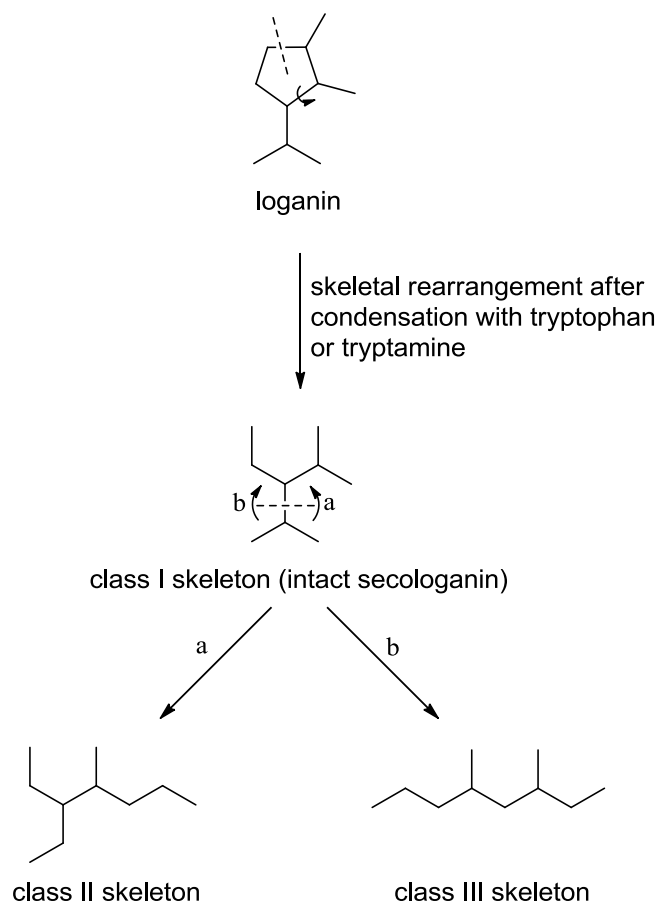 loganin
skeletal rearrangement after
condensation with tryptophan
or tryptamine
b
a
class I skeleton (intact secologanin)
a
b
class II skeleton
class III skeleton